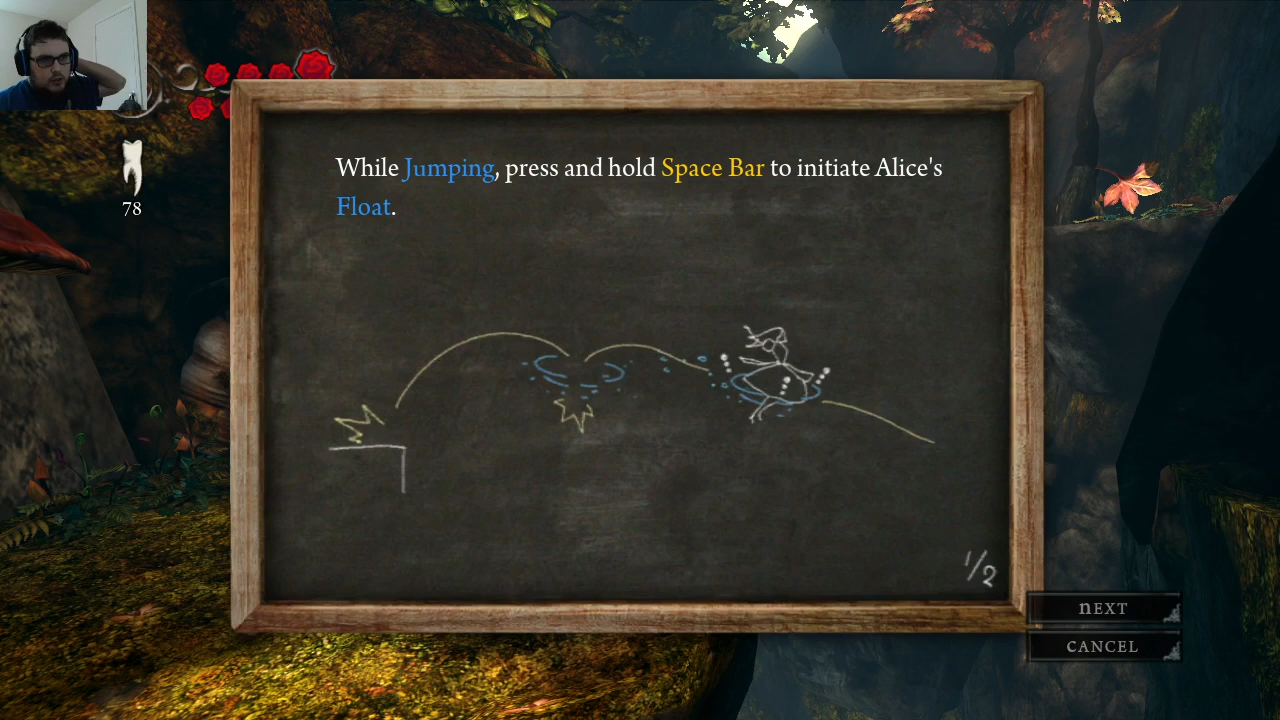 While Jumping, press and hold Space Bar to initiate Alice's
Float.
78
1/2
NEXT
CANCEL